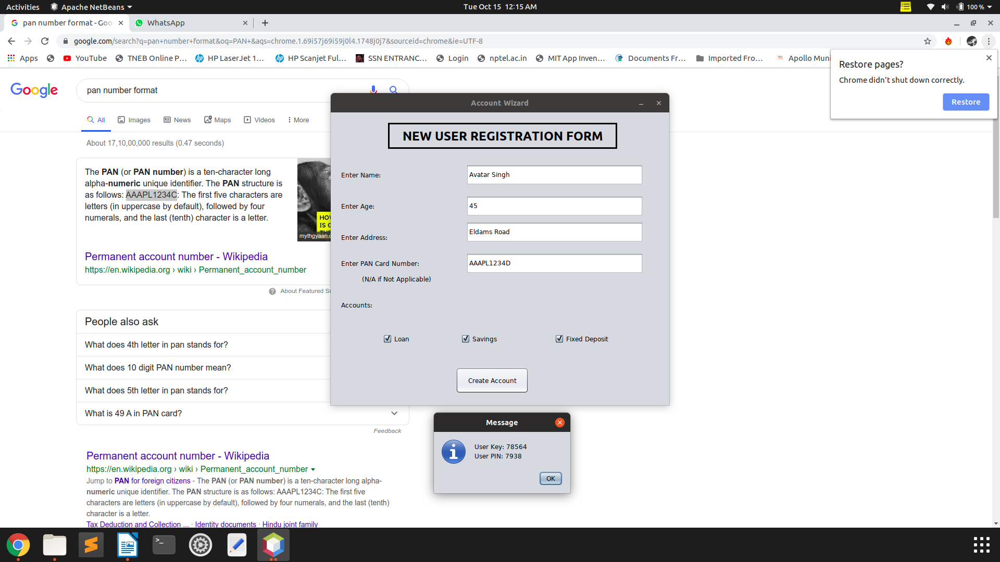 Activities Apache NetBeans Tue Oct 15 12:15 AM 100 %
pan number format - Goo WhatsApp
google.com/search?q=pan+number+format&oq=PAN+&aqs=chrome.1.69i57j69i59j0l4.1748j0j7&sourceid=chrome&ie=UTF-8
Apps YouTube TNEB Online P... HP LaserJet 1... HP Scanjet Ful... SSN ENTRANC... Login nptel.ac.in MIT App Inven... Documents Fr... Imported Fro... Apollo Muni
Restore pages?
Chrome didn't shut down correctly.
Restore
Google pan number format
All Images News Maps Videos More
About 17,10,00,000 results (0.47 seconds)
The PAN (or PAN number) is a ten-character long
alpha-numeric unique identifier. The PAN structure is
as follows: AAAPL1234C: The first five characters are
letters (in uppercase by default), followed by four
numerals, and the last (tenth) character is a letter.
HOW
IS G
THE
mythgyaan.c
Permanent account number - Wikipedia
https://en.wikipedia.org › wiki › Permanent_account_number
About Featured Sn
People also ask
What does 4th letter in pan stands for?
What does 10 digit PAN number mean?
What does 5th letter in pan stands for?
What is 49 A in PAN card?
Feedback
Permanent account number - Wikipedia
https://en.wikipedia.org › wiki › Permanent_account_number
Jump to PAN for foreign citizens - The PAN (or PAN number) is a ten-character long alpha-
numeric unique identifier. The PAN structure is as follows: AAAPL1234C: The first five
characters are letters (in uppercase by default), followed by four numerals, and the last (tenth)
character is a letter.
Tax Deduction and Collection ... · Identity documents · Hindu joint family
Account Wizard
NEW USER REGISTRATION FORM
Enter Name: Avatar Singh
Enter Age: 45
Enter Address: Eldams Road
Enter PAN Card Number: AAAPL1234D
(N/A if Not Applicable)
Accounts:
Loan Savings Fixed Deposit
Create Account
Message
User Key: 78564
User PIN: 7938
OK